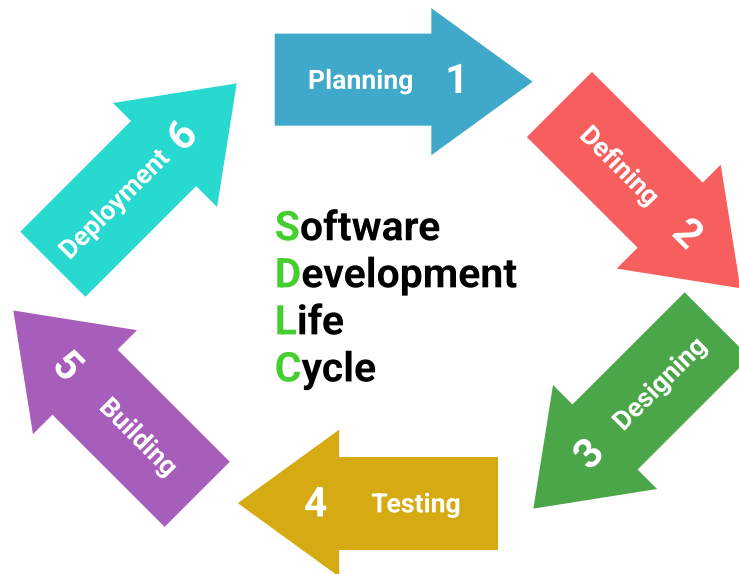 Planning 1
Defining 2
Software
Development
Life
Cycle
Designing 3
4 Testing
5 Building
Deployment 6